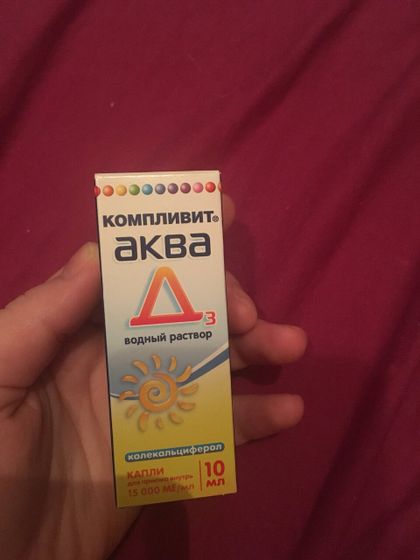 КОМПЛИВИТ®
аква
Д3
водный раствор
колекальциферол
КАПЛИ
для приема внутрь
15 000 МЕ/мл
10
мл